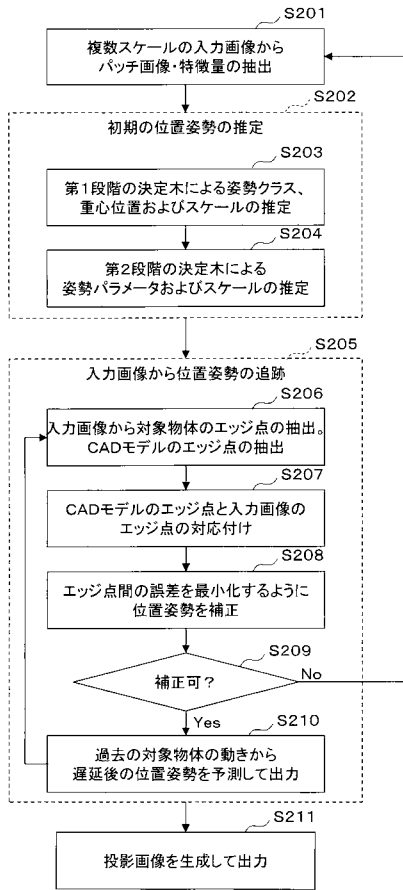 S201
複数スケールの入力画像から
パッチ画像・特徴量の抽出
S202
初期の位置姿勢の推定
S203
第1段階の決定木による姿勢クラス、
重心位置およびスケールの推定
S204
第2段階の決定木による
姿勢パラメータおよびスケールの推定
S205
入力画像から位置姿勢の追跡
S206
入力画像から対象物体のエッジ点の抽出。
CADモデルのエッジ点の抽出
S207
CADモデルのエッジ点と入力画像の
エッジ点の対応付け
S208
エッジ点間の誤差を最小化するように
位置姿勢を補正
S209
補正可?
No
Yes
S210
過去の対象物体の動きから
遅延後の位置姿勢を予測して出力
S211
投影画像を生成して出力